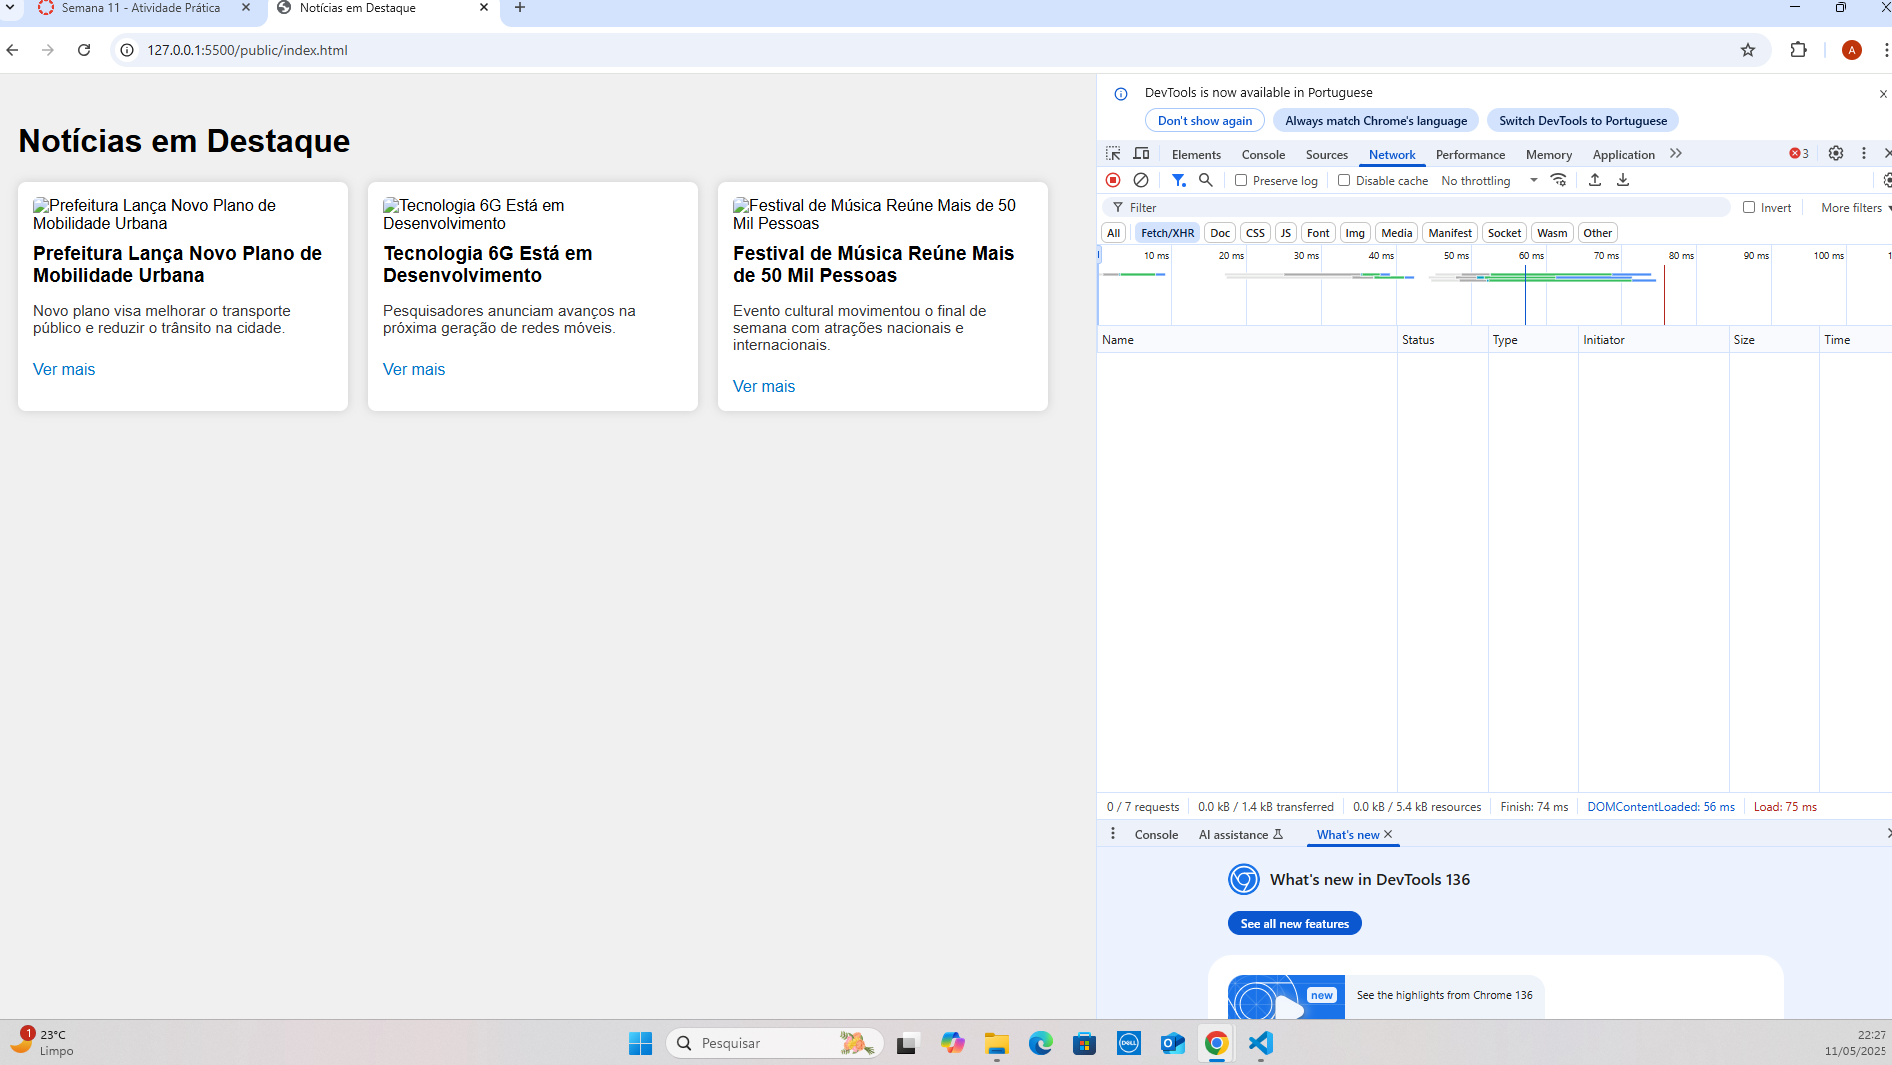 Semana 11 - Atividade Prática
Notícias em Destaque
127.0.0.1:5500/public/index.html
A
Notícias em Destaque
Prefeitura Lança Novo Plano de
Mobilidade Urbana
Prefeitura Lança Novo Plano de
Mobilidade Urbana
Novo plano visa melhorar o transporte
público e reduzir o trânsito na cidade.
Ver mais
Tecnologia 6G Está em
Desenvolvimento
Tecnologia 6G Está em
Desenvolvimento
Pesquisadores anunciam avanços na
próxima geração de redes móveis.
Ver mais
Festival de Música Reúne Mais de 50
Mil Pessoas
Festival de Música Reúne Mais
de 50 Mil Pessoas
Evento cultural movimentou o final de
semana com atrações nacionais e
internacionais.
Ver mais
DevTools is now available in Portuguese
Don't show again
Always match Chrome's language
Switch DevTools to Portuguese
Elements
Console
Sources
Network
Performance
Memory
Application
3
Preserve log
Disable cache
No throttling
Filter
Invert
More filters
All
Fetch/XHR
Doc
CSS
JS
Font
Img
Media
Manifest
Socket
Wasm
Other
10 ms
20 ms
30 ms
40 ms
50 ms
60 ms
70 ms
80 ms
90 ms
100 ms
1
Name
Status
Type
Initiator
Size
Time
0 / 7 requests
0.0 kB / 1.4 kB transferred
0.0 kB / 5.4 kB resources
Finish: 74 ms
DOMContentLoaded: 56 ms
Load: 75 ms
Console
AI assistance
What's new
What's new in DevTools 136
See all new features
new
See the highlights from Chrome 136
1
23°C
Limpo
Pesquisar
DELL
22:27
11/05/2025